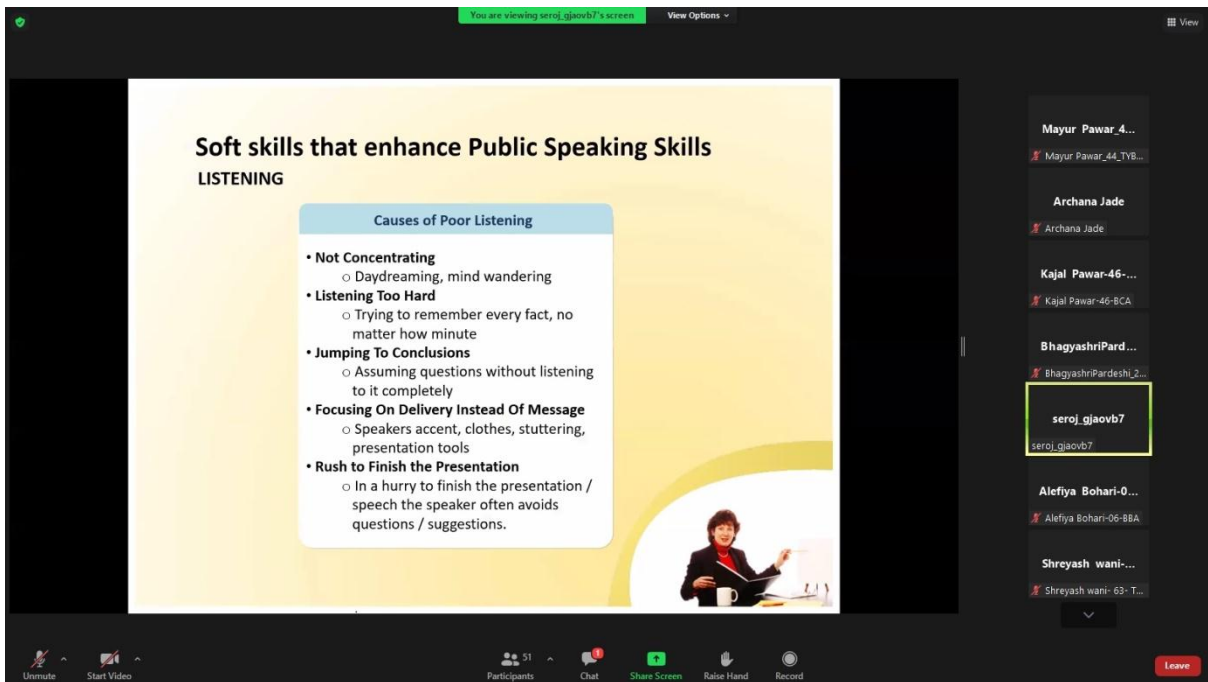 You are viewing seroj_gjaovb7's screen
View Options
View
Soft skills that enhance Public Speaking Skills
LISTENING
Causes of Poor Listening
• Not Concentrating
o Daydreaming, mind wandering
• Listening Too Hard
o Trying to remember every fact, no
matter how minute
• Jumping To Conclusions
o Assuming questions without listening
to it completely
• Focusing On Delivery Instead Of Message
o Speakers accent, clothes, stuttering,
presentation tools
• Rush to Finish the Presentation
o In a hurry to finish the presentation /
speech the speaker often avoids
questions / suggestions.
Mayur Pawar_4...
Mayur Pawar_44_TYB...
Archana Jade
Archana Jade
Kajal Pawar-46-...
Kajal Pawar-46-BCA
BhagyashriPard...
BhagyashriPardeshi_2...
seroj_gjaovb7
seroj_gjaovb7
Alefiya Bohari-0...
Alefiya Bohari-06-BBA
Shreyash wani-...
Shreyash wani- 63- T...
Unmute
Start Video
51
Participants
1
Chat
Share Screen
Raise Hand
Record
Leave